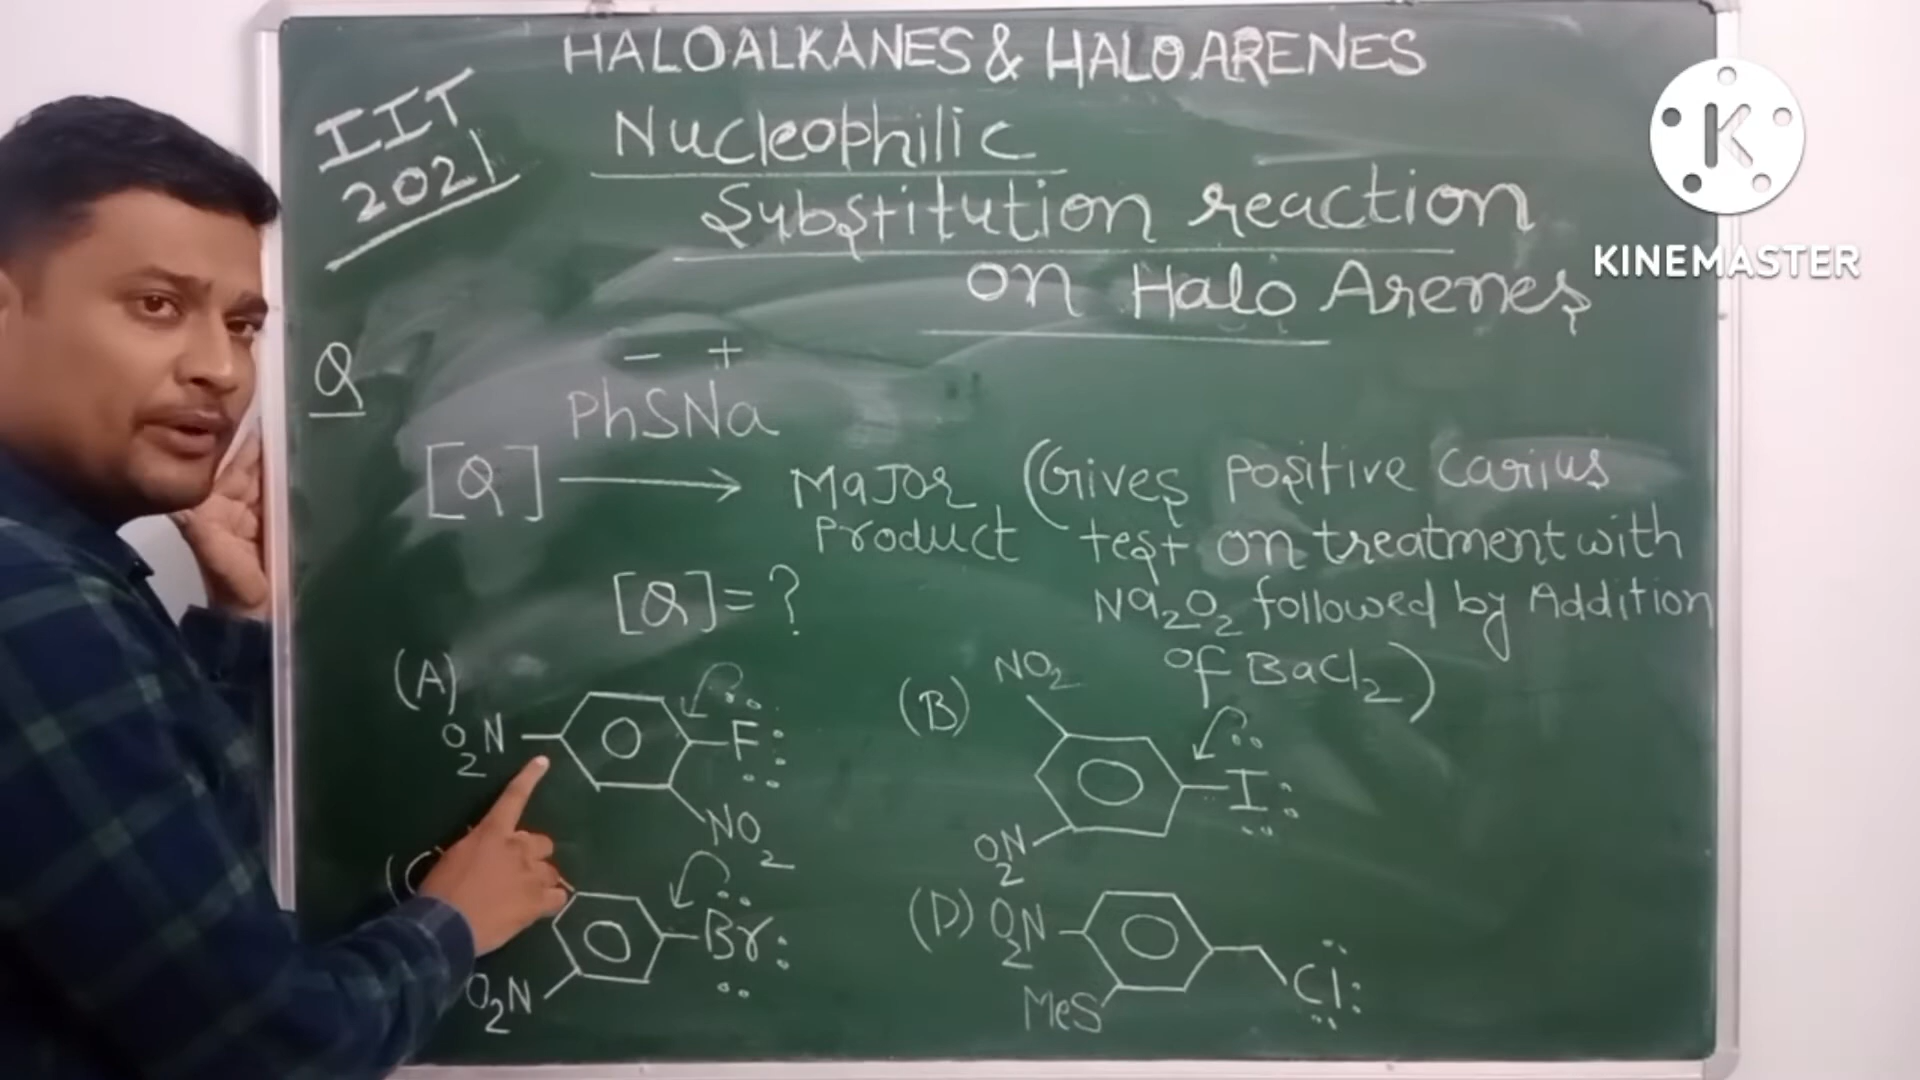 HALOALKANES & HALOARENES
IIT
2021
Nucleophilic
Substitution reaction
on Halo Arenes
KINEMASTER
Q
- +
PhSNa
[Q] → Major Product
(Gives positive carius
test on treatment with
Na2O2 followed by Addition
of BaCl2)
[Q] = ?
(A)
O2N
F
NO2
(B)
NO2
I
O2N
(C)
Br
O2N
(D)
O2N
MeS
Cl